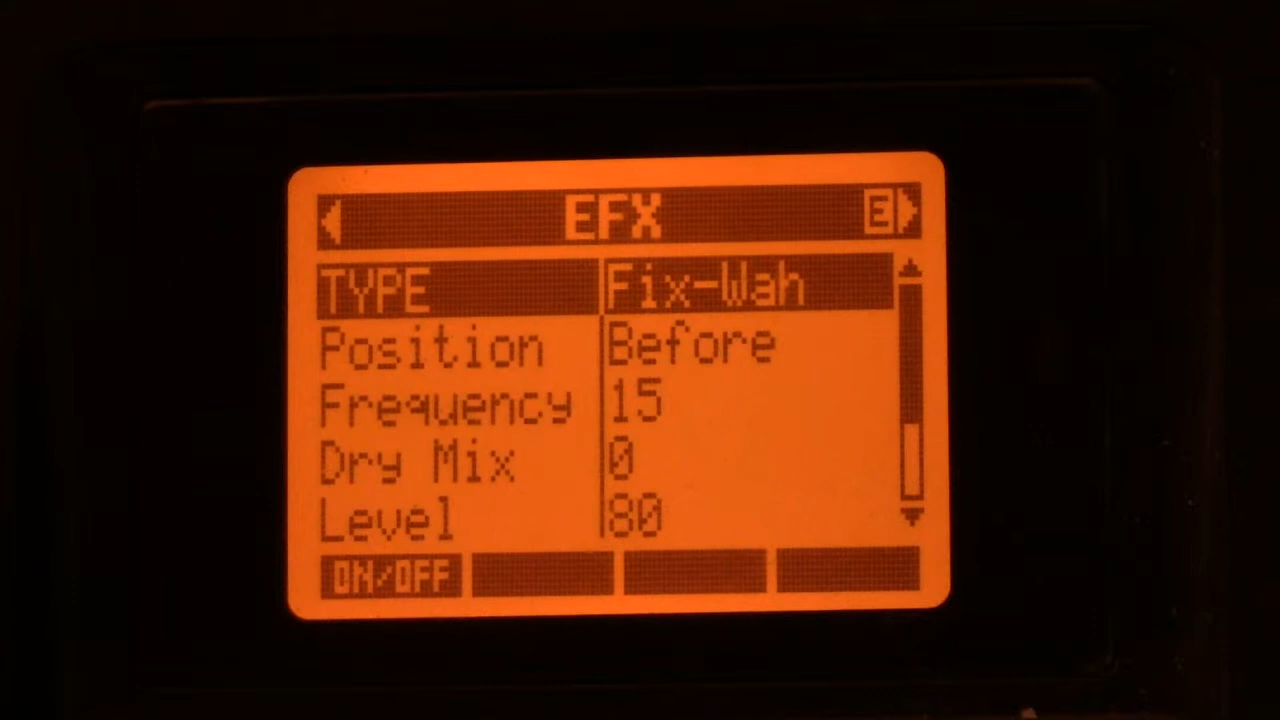 EFX E
TYPE Fix-Wah
Position Before
Frequency 15
Dry Mix 0
Level 80
ON/OFF